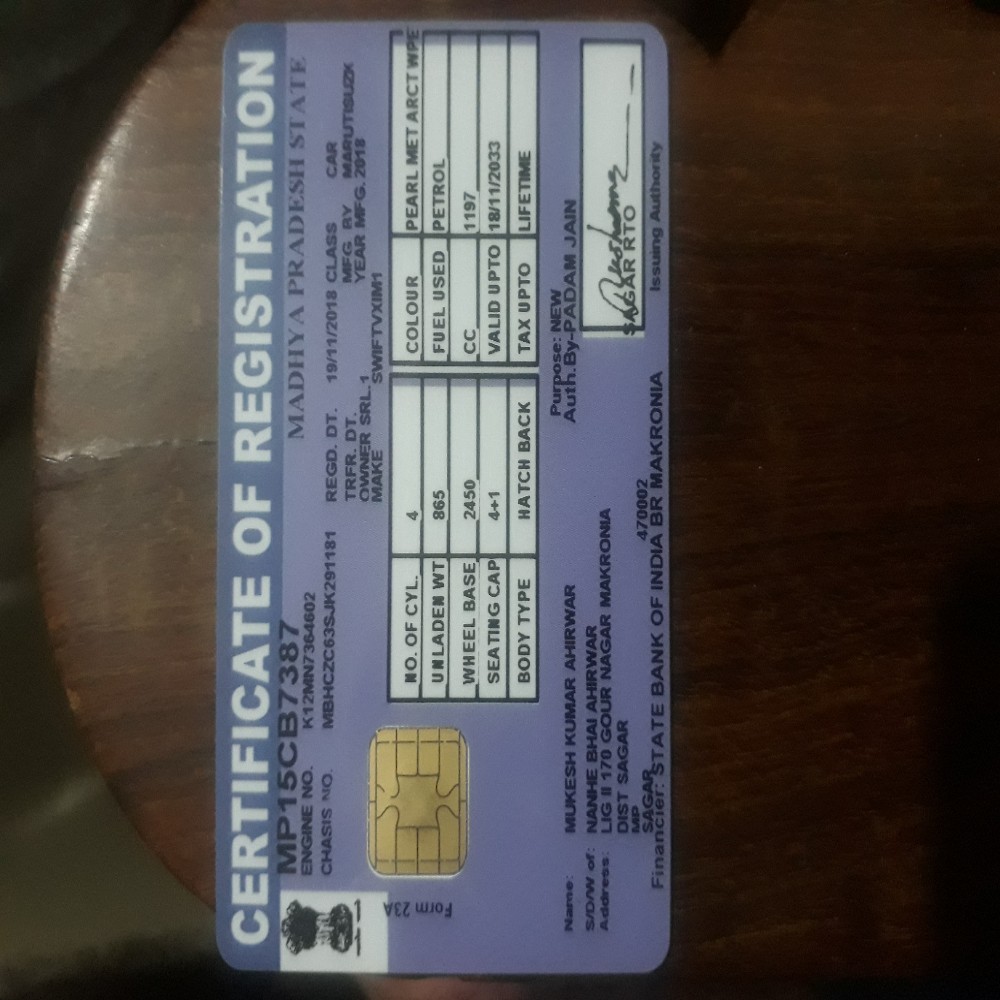 CERTIFICATE OF REGISTRATION
MP15CB7387 MADHYA PRADESH STATE
ENGINE NO. K12MN7364602
CHASIS NO. MBHCZC63SJK291181 REGD. DT. 19/11/2018 CLASS CAR
TRFR. DT. MFG BY MARUTISUZK
OWNER SRL.1 YEAR MFG.2018
MAKE SWIFTVXIM1
NO. OF CYL. 4 COLOUR PEARL MET ARCT WPE
UNLADEN WT 865 FUEL USED PETROL
WHEEL BASE 2450 CC 1197
SEATING CAP 4+1 VALID UPTO 18/11/2033
BODY TYPE HATCH BACK TAX UPTO LIFETIME
Form 23A
Purpose: NEW
Auth.By-PADAM JAIN
Name: MUKESH KUMAR AHIRWAR
S/D/W of: NANHE BHAI AHIRWAR
Address: LIG II 170 GOUR NAGAR MAKRONIA
DIST SAGAR
MP
SAGAR 470002
SAGAR RTO
Financier: STATE BANK OF INDIA BR MAKRONIA Issuing Authority